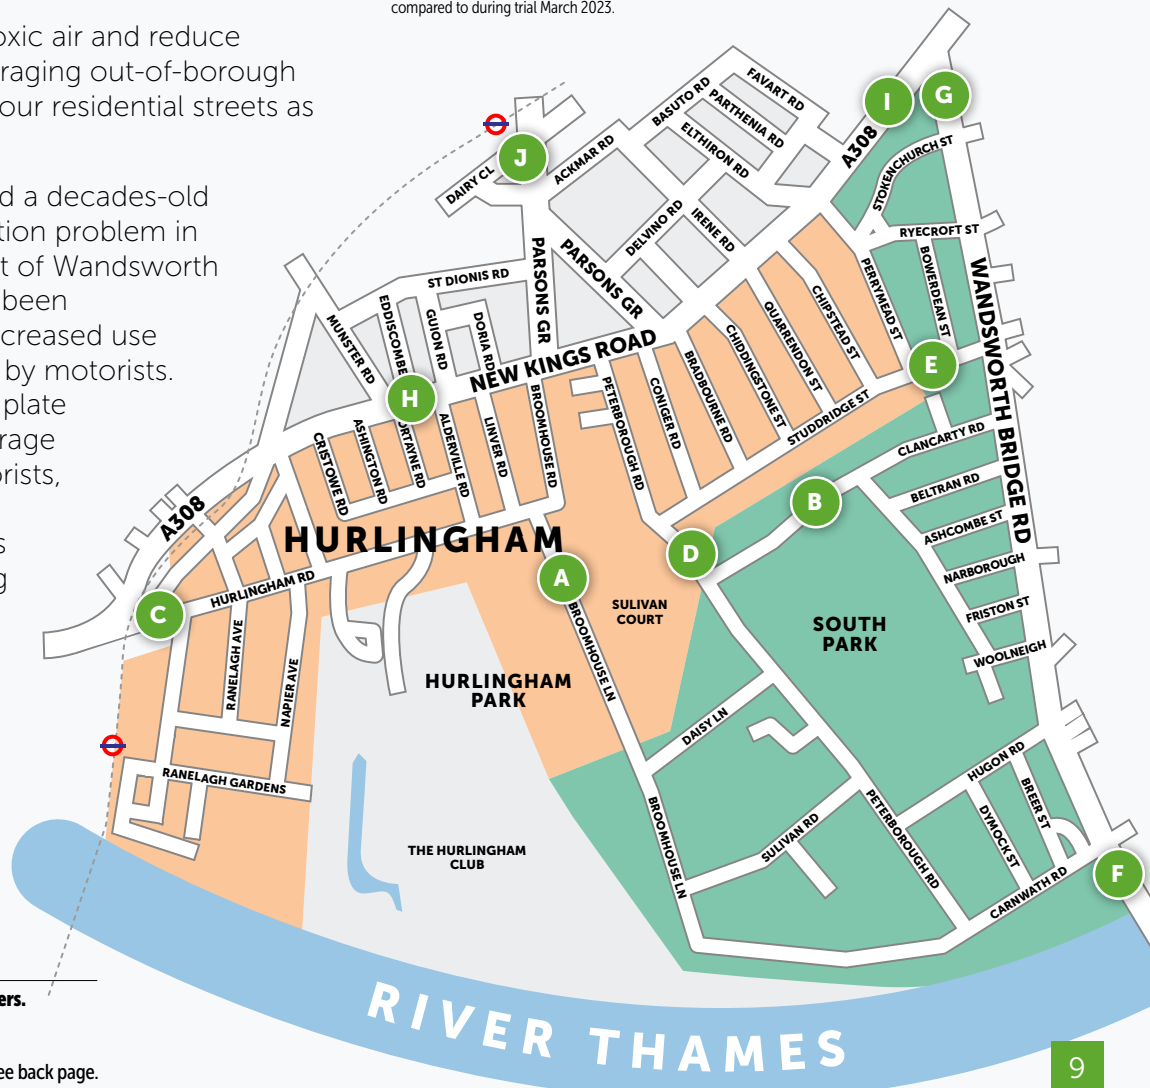 compared to during trial March 2023.
oxic air and reduce
raging out-of-borough
our residential streets as
d a decades-old
tion problem in
t of Wandsworth
been
creased use
by motorists.
plate
rage
rists,
s
g
ers.
ee back page.
I
G
J
H
E
B
D
A
C
F
FAVART RD
BASUTO RD
PARTHENIA RD
ELTHIRON RD
ACKMAR RD
DAIRY CL
A308
STOKENCHURCH ST
DELVINO RD
IRENE RD
RYECROFT ST
PARSONS GR
PARSONS GR
ST DIONIS RD
EDDISCOMBE
GUION RD
DORIA RD
MUNSTER RD
NEW KINGS ROAD
PERRYMEAD ST
BOWERDEAN ST
WANDSWORTH BRIDGE RD
CHIPSTEAD ST
QUARRENDON ST
CHIDDINGSTONE ST
BRADBOURNE RD
CONIGER RD
PETERBOROUGH RD
STUDDRIDGE ST
BROOMHOUSE RD
LINVER RD
ALDERVILLE RD
ORTAYNE RD
ASHINGTON RD
CRISTOWE RD
A308
HURLINGHAM
HURLINGHAM RD
CLANCARTY RD
BELTRAN RD
ASHCOMBE ST
NARBOROUGH
FRISTON ST
WOOLNEIGH
SULIVAN
COURT
SOUTH
PARK
BROOMHOUSE LN
RANELAGH AVE
NAPIER AVE
HURLINGHAM
PARK
DAISY LN
RANELAGH GARDENS
HUGON RD
BREER ST
DYMOCK ST
PETERBOROUGH RD
SULIVAN RD
BROOMHOUSE LN
THE HURLINGHAM
CLUB
CARNWATH RD
RIVER THAMES
9